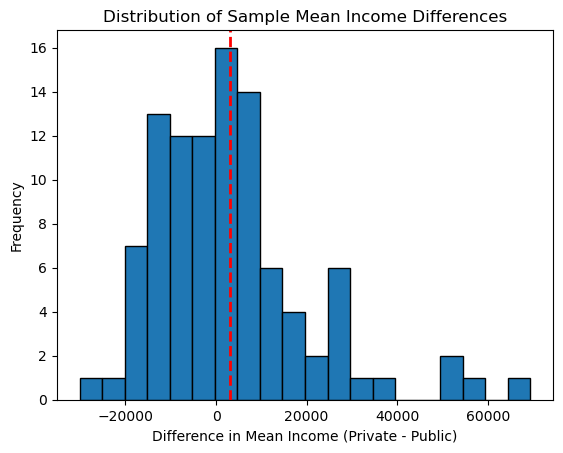 Distribution of Sample Mean Income Differences
Frequency
16
14
12
10
8
6
4
2
0
−20000 0 20000 40000 60000
Difference in Mean Income (Private - Public)